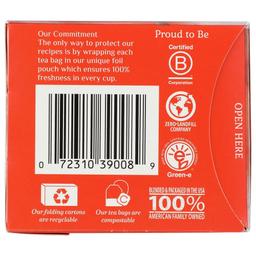 Our Commitment
The only way to protect our
recipes is by wrapping each
tea bag in our unique foil
pouch which ensures 100%
freshness in every cup.
0 72310 39008 9
Our folding cartons
are recyclable
Our tea bags are
compostable
Proud to Be
Certified
B
Corporation
ZERO-LANDFILL
COMPANY
Green-e
BLENDED & PACKAGED IN THE USA
100%
AMERICAN FAMILY OWNED
OPEN HERE